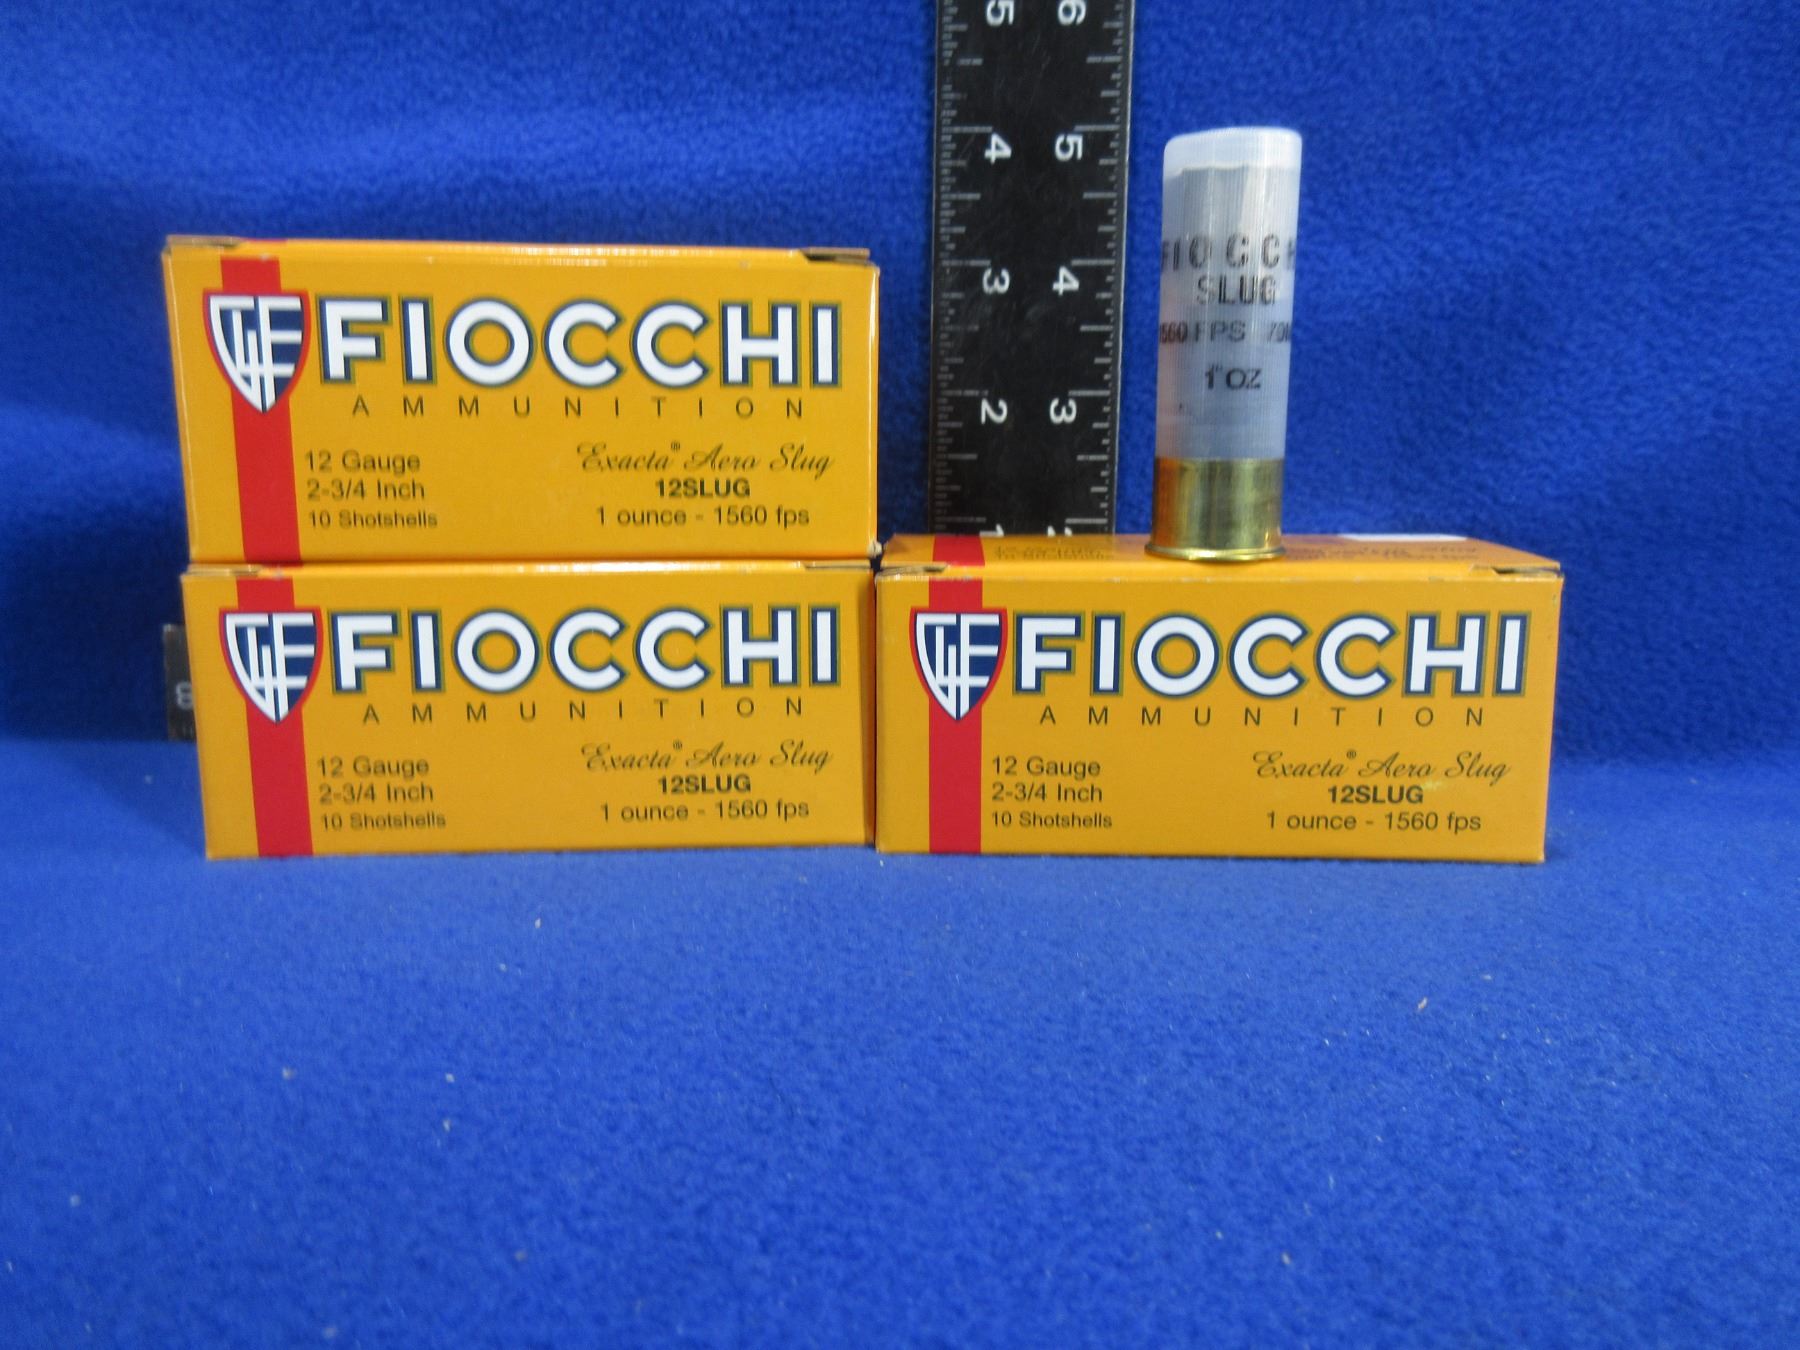 5 6
4 5
3 4
2 3
1
FIOCCHI
SLUG
FPS
1 OZ
FIOCCHI
AMMUNITION
12 Gauge
2-3/4 Inch
10 Shotshells
Exacta® Aero Slug
12SLUG
1 ounce - 1560 fps
8
FIOCCHI
AMMUNITION
12 Gauge
2-3/4 Inch
10 Shotshells
Exacta® Aero Slug
12SLUG
1 ounce - 1560 fps
FIOCCHI
AMMUNITION
12 Gauge
2-3/4 Inch
10 Shotshells
Exacta® Aero Slug
12SLUG
1 ounce - 1560 fps